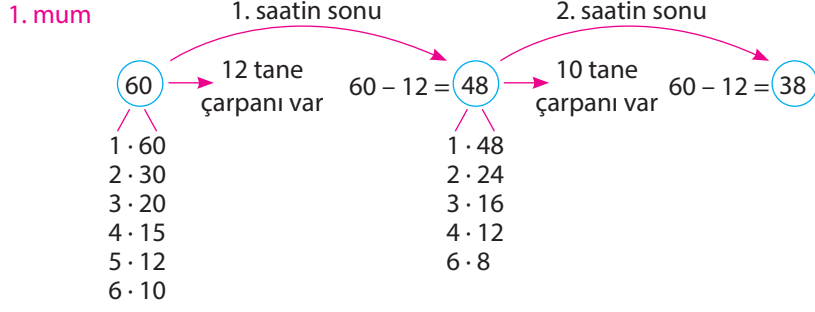 1. mum
1. saatin sonu
2. saatin sonu
60
12 tane
çarpanı var
60 – 12 = 48
10 tane
çarpanı var
60 – 12 = 38
1 · 60
2 · 30
3 · 20
4 · 15
5 · 12
6 · 10
1 · 48
2 · 24
3 · 16
4 · 12
6 · 8